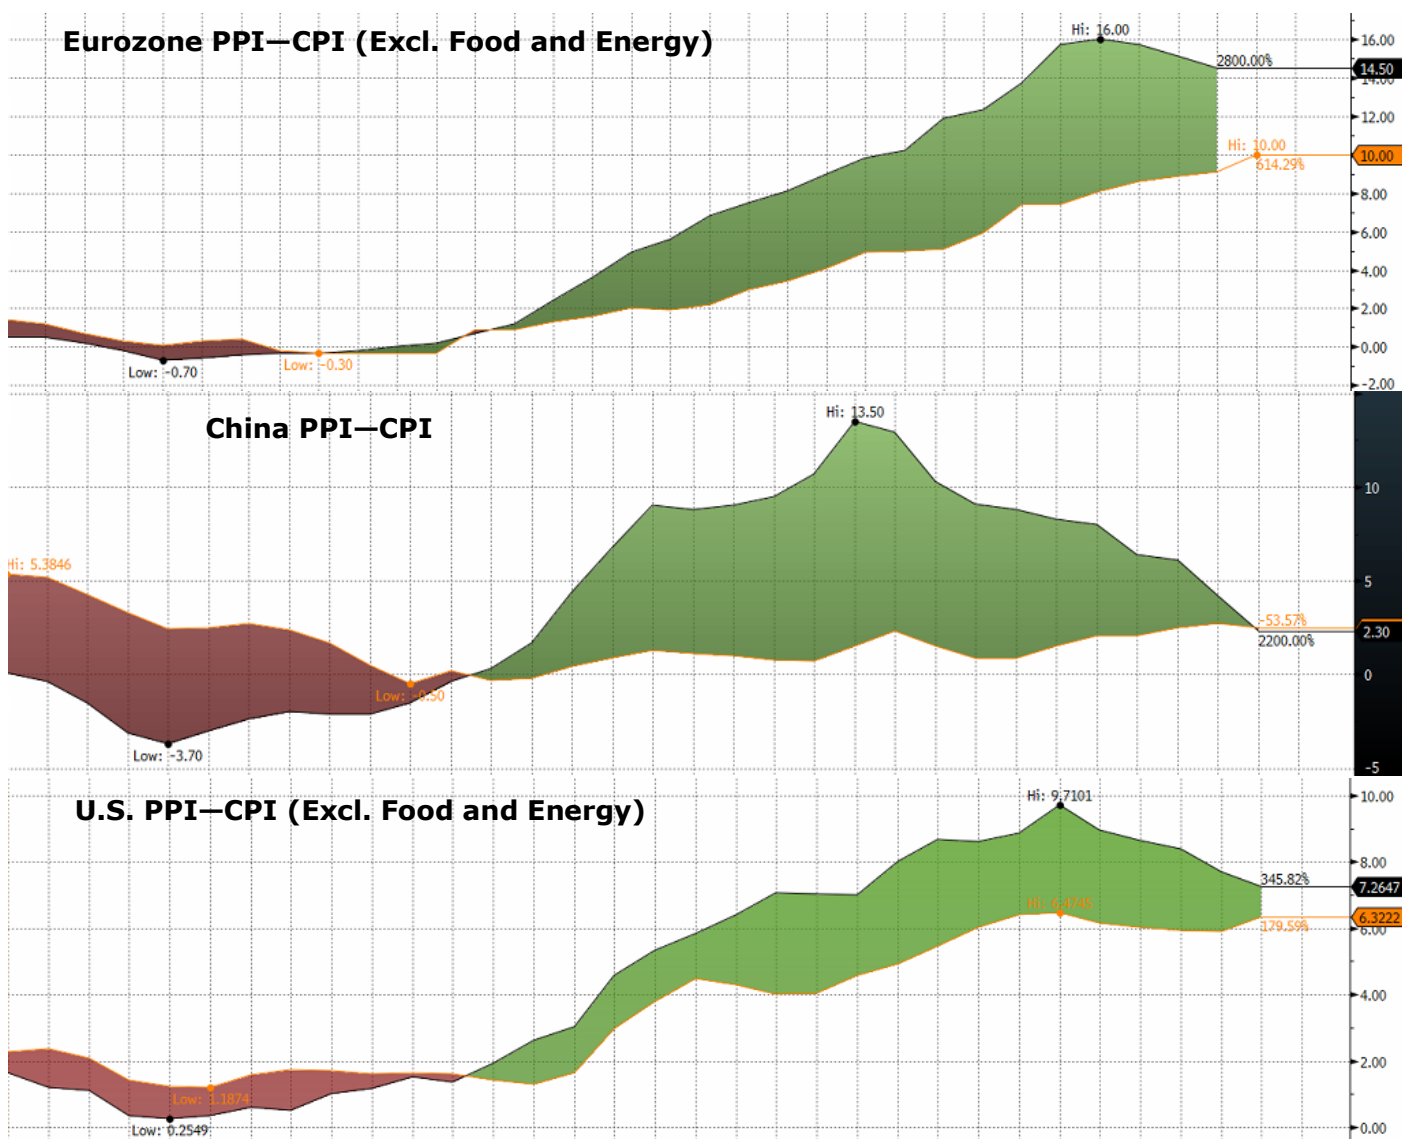 Eurozone PPI—CPI (Excl. Food and Energy)
Hi: 16.00
16.00
2800.00%
14.50
14.00
12.00
Hi: 10.00
10.00
614.29%
8.00
6.00
4.00
2.00
0.00
Low: -0.30
Low: -0.70
-2.00
China PPI—CPI
Hi: 13.50
10
Hi: 5.3846
5
-53.57%
2.30
2200.00%
0
Low: -0.50
Low: -3.70
-5
U.S. PPI—CPI (Excl. Food and Energy)
Hi: 9.7101
10.00
8.00
345.82%
7.2647
Hi: 6.4745
6.3222
179.59%
6.00
4.00
2.00
Low: 1.1874
Low: 0.2549
0.00